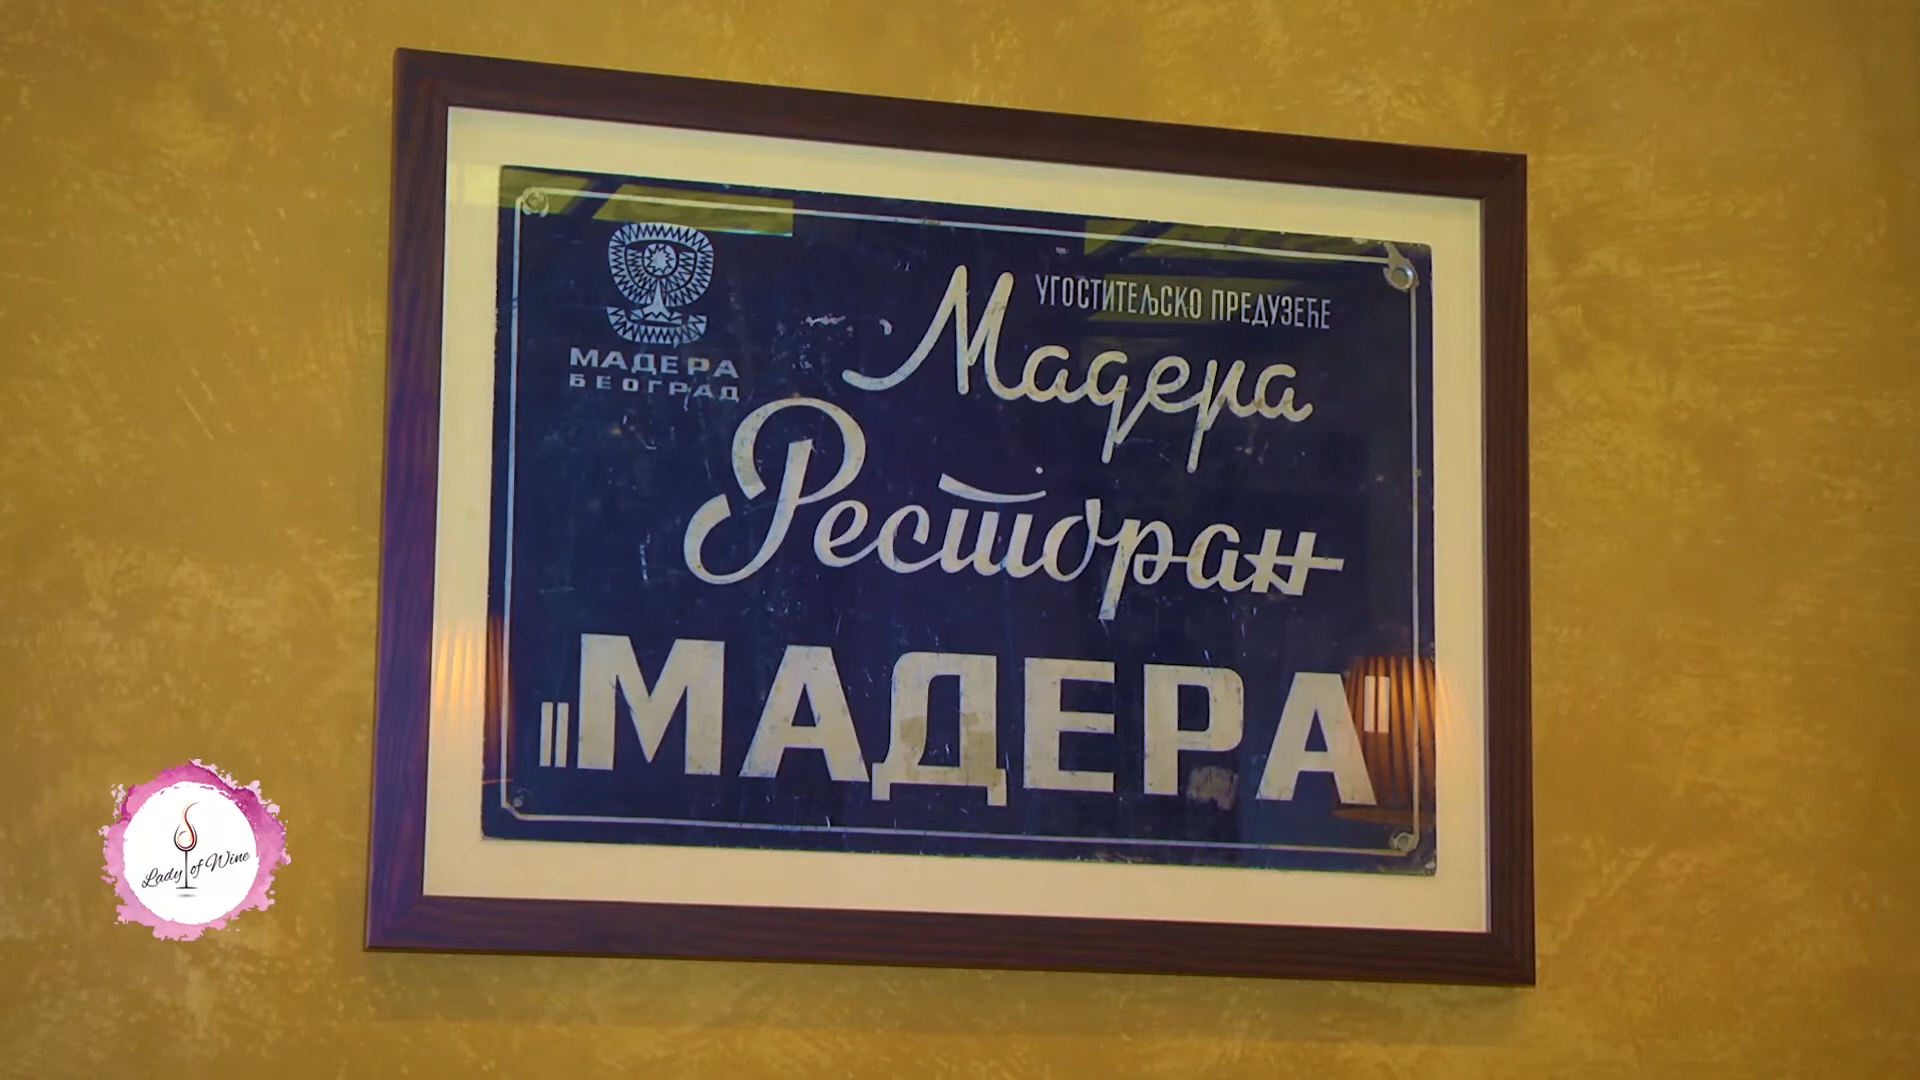 МАДЕРА
БЕОГРАД
УГОСТИТЕЉСКО ПРЕДУЗЕЋЕ
Мадера
Ресторан
"МАДЕРА"
Lady of Wine